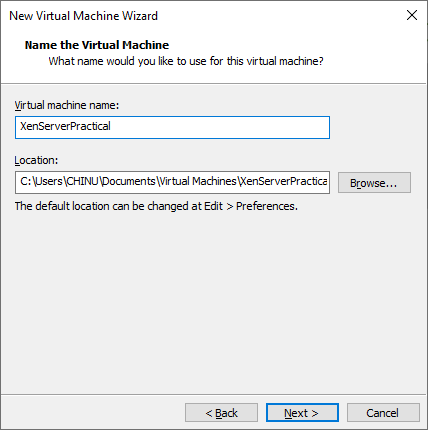 New Virtual Machine Wizard
Name the Virtual Machine
What name would you like to use for this virtual machine?
Virtual machine name:
XenServerPractical
Location:
C:\Users\CHINU\Documents\Virtual Machines\XenServerPractica
Browse...
The default location can be changed at Edit > Preferences.
< Back
Next >
Cancel